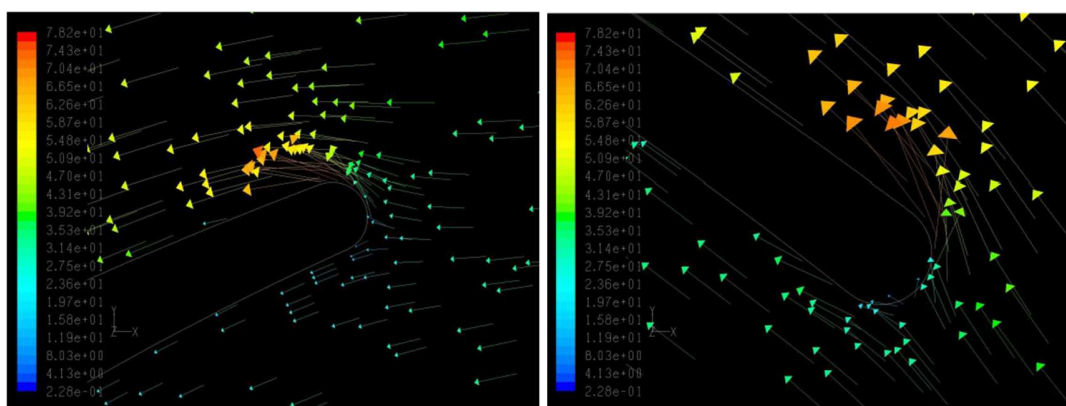 7.82e+01
7.43e+01
7.04e+01
6.65e+01
6.26e+01
5.87e+01
5.48e+01
5.09e+01
4.70e+01
4.31e+01
3.92e+01
3.53e+01
3.14e+01
2.75e+01
2.36e+01
1.97e+01
1.58e+01
1.19e+01
8.03e+00
4.13e+00
2.28e-01
Y
Z X
7.82e+01
7.43e+01
7.04e+01
6.65e+01
6.26e+01
5.87e+01
5.48e+01
5.09e+01
4.70e+01
4.31e+01
3.92e+01
3.53e+01
3.14e+01
2.75e+01
2.36e+01
1.97e+01
1.58e+01
1.19e+01
8.03e+00
4.13e+00
2.28e-01
Y
Z X